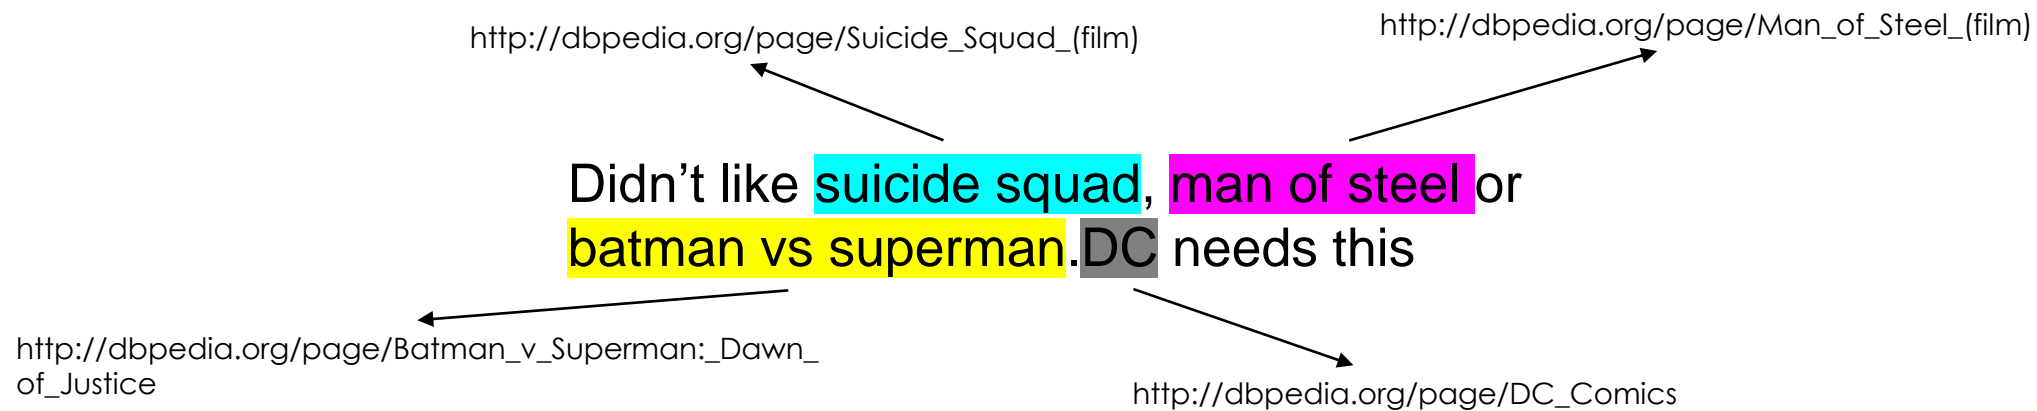 http://dbpedia.org/page/Suicide_Squad_(film)
http://dbpedia.org/page/Man_of_Steel_(film)
Didn’t like suicide squad, man of steel or
batman vs superman.DC needs this
http://dbpedia.org/page/Batman_v_Superman:_Dawn_
of_Justice
http://dbpedia.org/page/DC_Comics